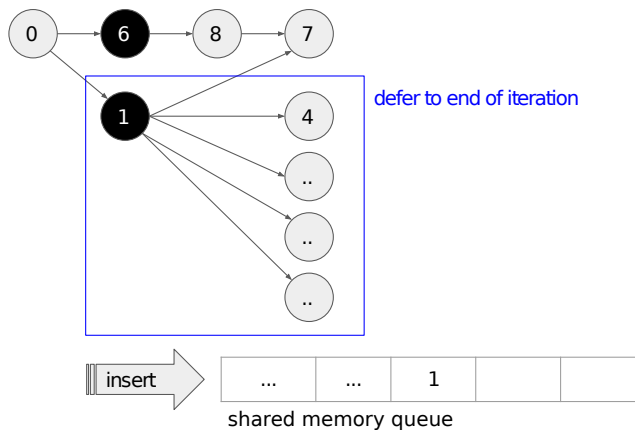 0 6 8 7
defer to end of iteration
1 4
..
..
..
insert ... ... 1
shared memory queue